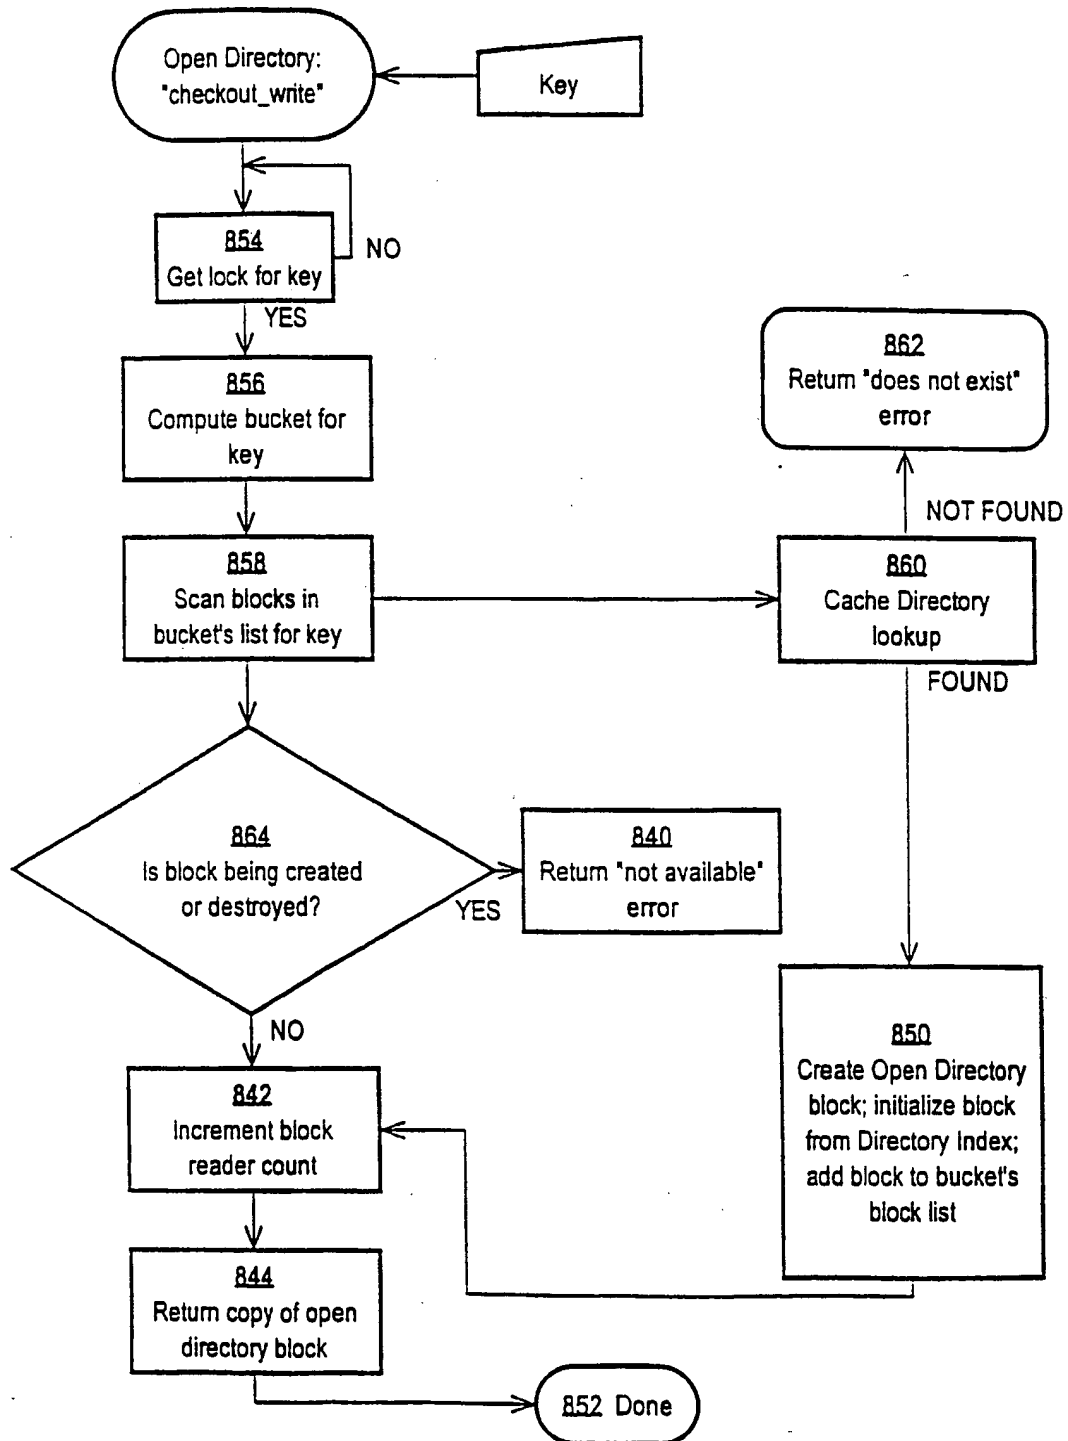 Open Directory:
"checkout_write"
Key
854
Get lock for key
NO
YES
856
Compute bucket for
key
858
Scan blocks in
bucket's list for key
862
Return "does not exist"
error
NOT FOUND
860
Cache Directory
lookup
FOUND
864
Is block being created
or destroyed?
YES
NO
840
Return "not available"
error
850
Create Open Directory
block; initialize block
from Directory Index;
add block to bucket's
block list
842
Increment block
reader count
844
Return copy of open
directory block
852 Done